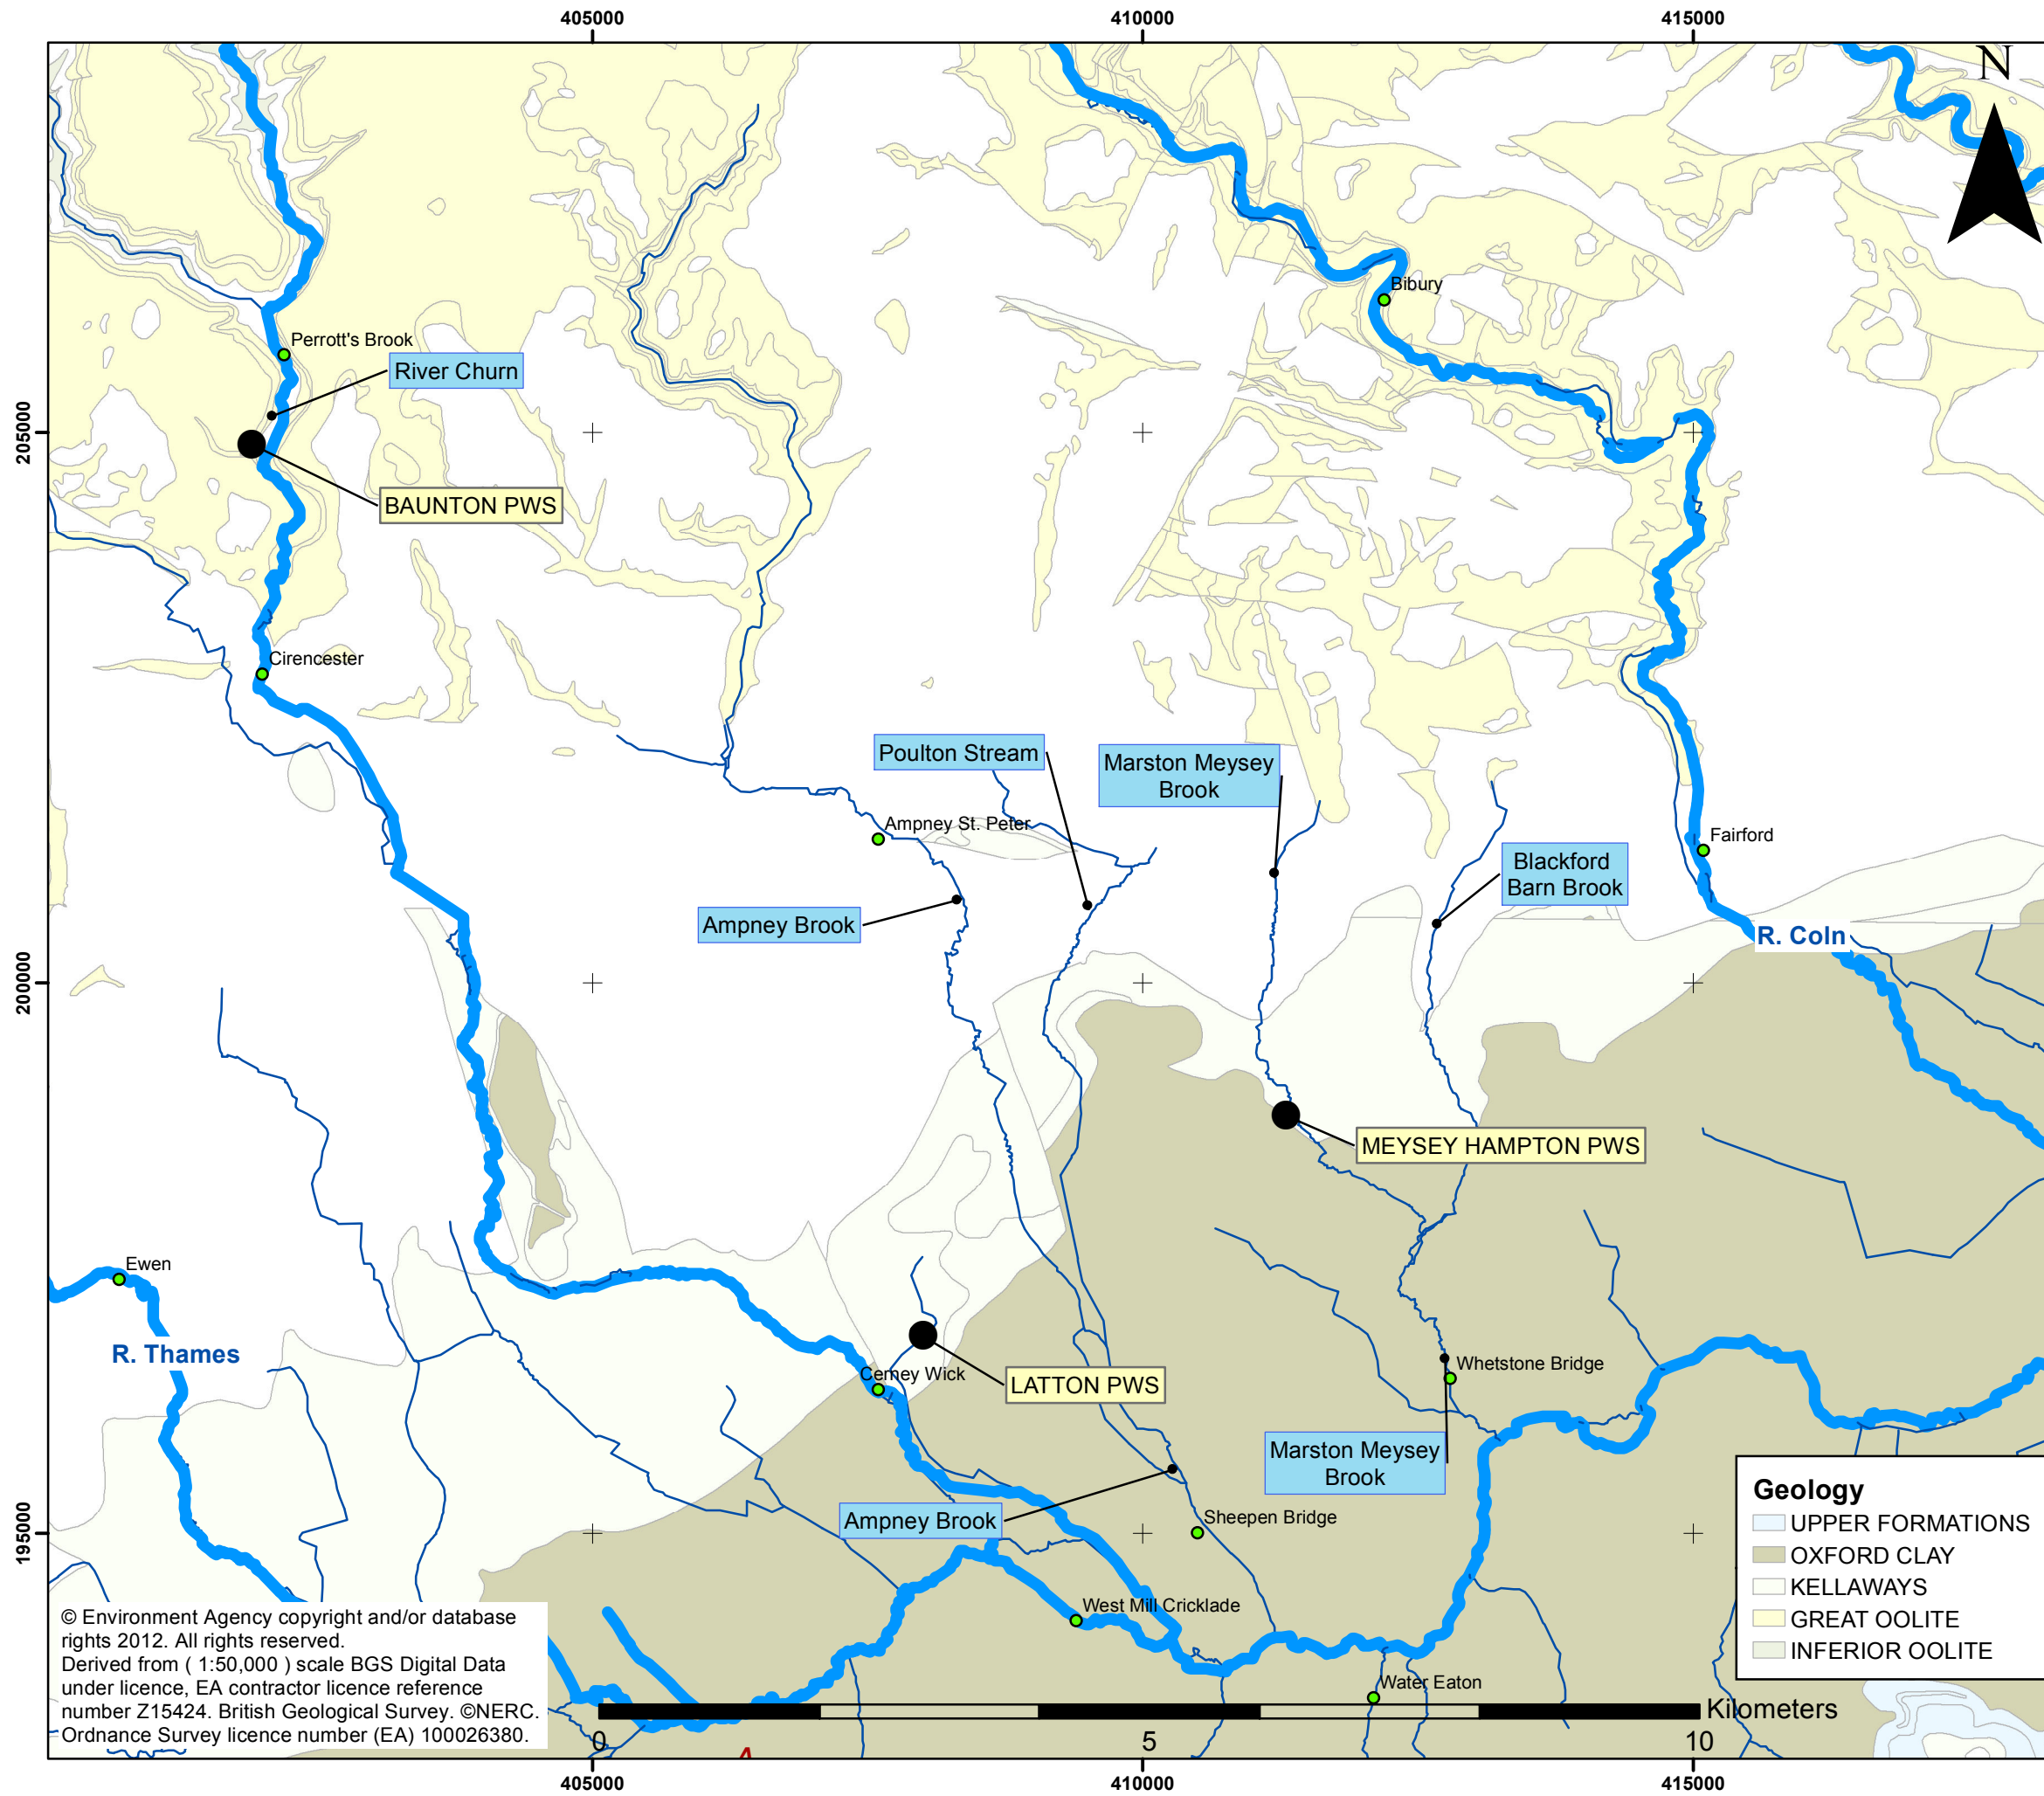 405000
410000
415000
N
Bibury
Perrott's Brook
River Churn
205000
205000
BAUNTON PWS
Cirencester
Poulton Stream
Marston Meysey
Brook
Ampney St. Peter
Fairford
Blackford
Barn Brook
Ampney Brook
R. Coln
200000
200000
MEYSEY HAMPTON PWS
Ewen
R. Thames
Cerney Wick
LATTON PWS
Whetstone Bridge
Marston Meysey
Brook
Ampney Brook
Sheepen Bridge
195000
195000
West Mill Cricklade
Water Eaton
Geology
UPPER FORMATIONS
OXFORD CLAY
KELLAWAYS
GREAT OOLITE
INFERIOR OOLITE
© Environment Agency copyright and/or database
rights 2012. All rights reserved.
Derived from ( 1:50,000 ) scale BGS Digital Data
under licence, EA contractor licence reference
number Z15424. British Geological Survey. ©NERC.
Ordnance Survey licence number (EA) 100026380.
Kilometers
0
5
10
405000
410000
415000